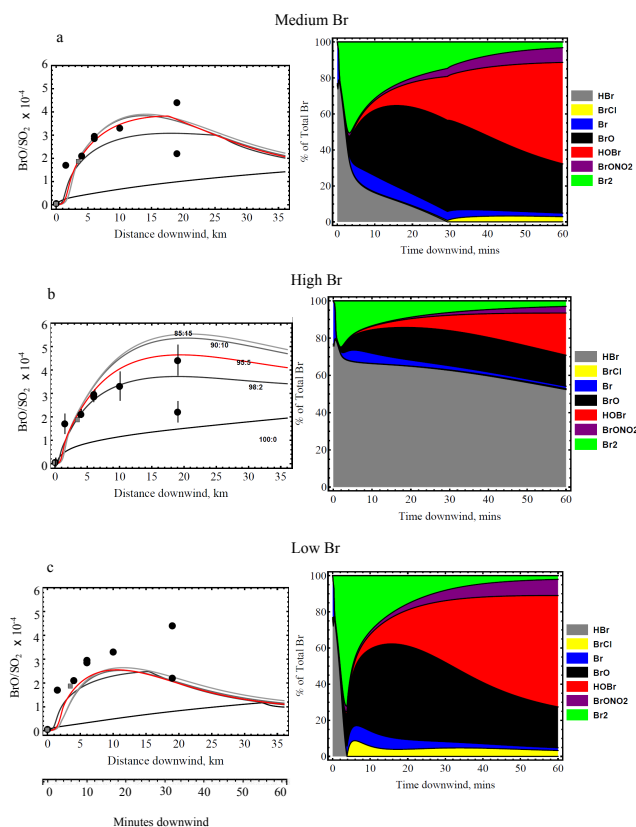 Medium Br
a
BrO/SO2 x 10-4
6
5
4
3
2
1
0
0 5 10 15 20 25 30 35
Distance downwind, km
% of Total Br
100
80
60
40
20
0
0 10 20 30 40 50 60
Time downwind, mins
HBr
BrCl
Br
BrO
HOBr
BrONO2
Br2
High Br
b
BrO/SO2 x 10-4
6
5
4
3
2
1
0
85:15
90:10
95:5
98:2
100:0
0 5 10 15 20 25 30 35
Distance downwind, km
% of Total Br
100
80
60
40
20
0
0 10 20 30 40 50 60
Time downwind, mins
HBr
BrCl
Br
BrO
HOBr
BrONO2
Br2
Low Br
c
BrO/SO2 x 10-4
6
5
4
3
2
1
0
0 5 10 15 20 25 30 35
Distance downwind, km
% of Total Br
100
80
60
40
20
0
0 10 20 30 40 50 60
Time downwind, mins
HBr
BrCl
Br
BrO
HOBr
BrONO2
Br2
0 10 20 30 40 50 60
Minutes downwind